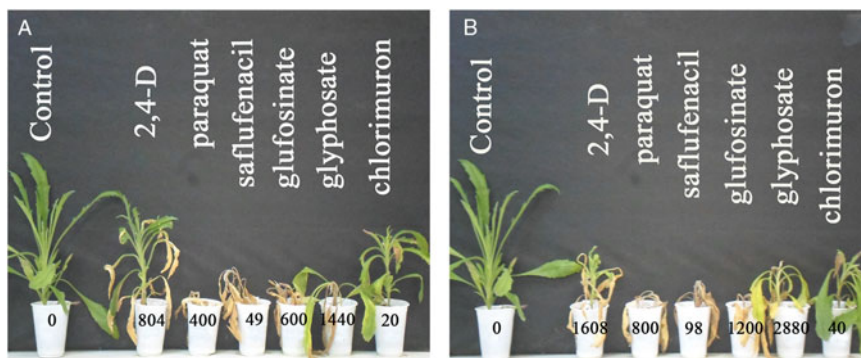 A
Control
2,4-D
paraquat
saflufenacil
glufosinate
glyphosate
chlorimuron
0
804
400
49
600
1440
20
B
Control
2,4-D
paraquat
saflufenacil
glufosinate
glyphosate
chlorimuron
0
1608
800
98
1200
2880
40